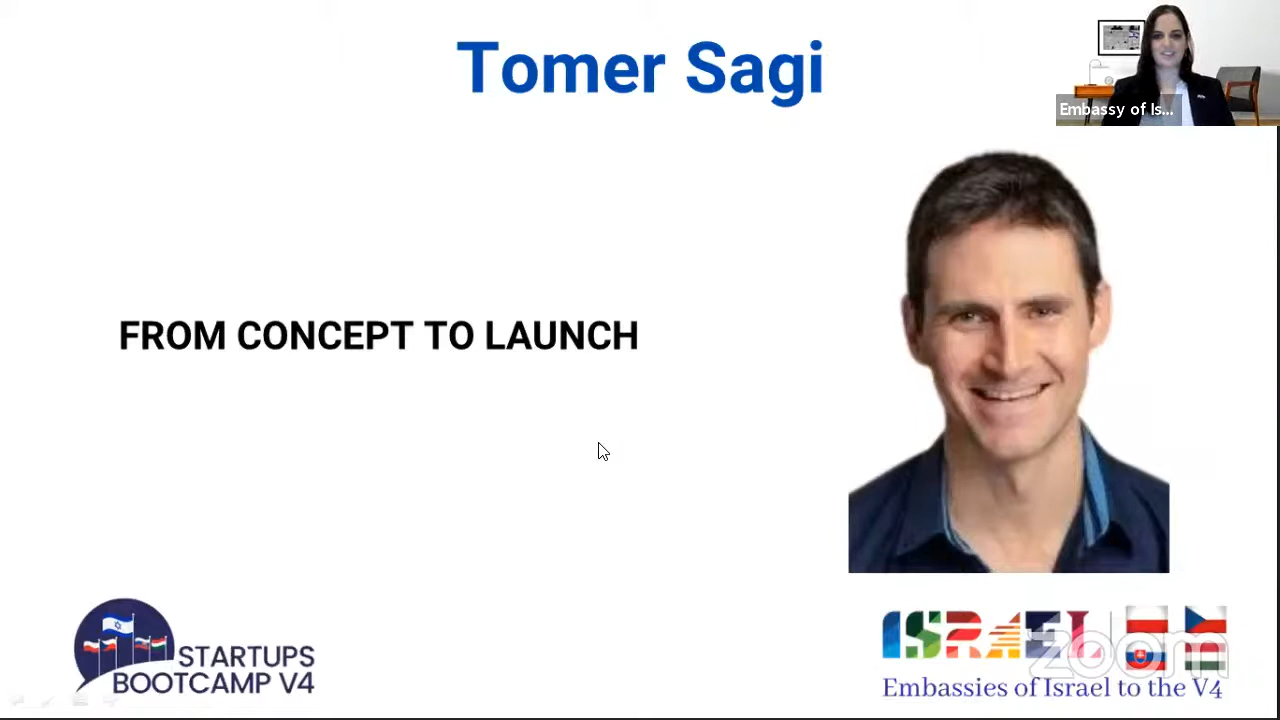 Tomer Sagi
Embassy of Is...
FROM CONCEPT TO LAUNCH
STARTUPS
BOOTCAMP V4
ISRAEL
zoom
Embassies of Israel to the V4